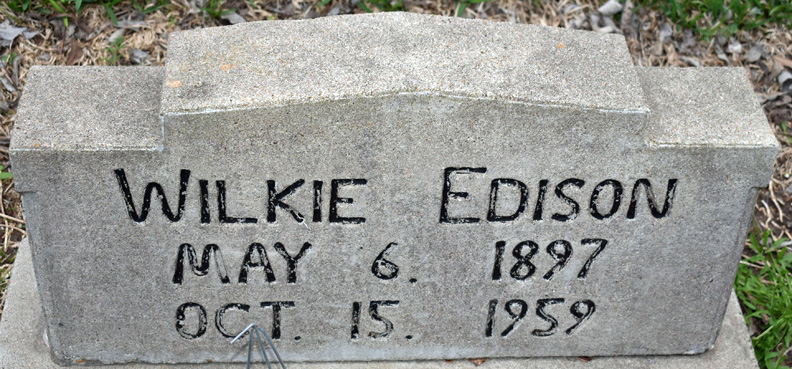 WILKIE EDISON
MAY 6. 1897
OCT. 15. 1959